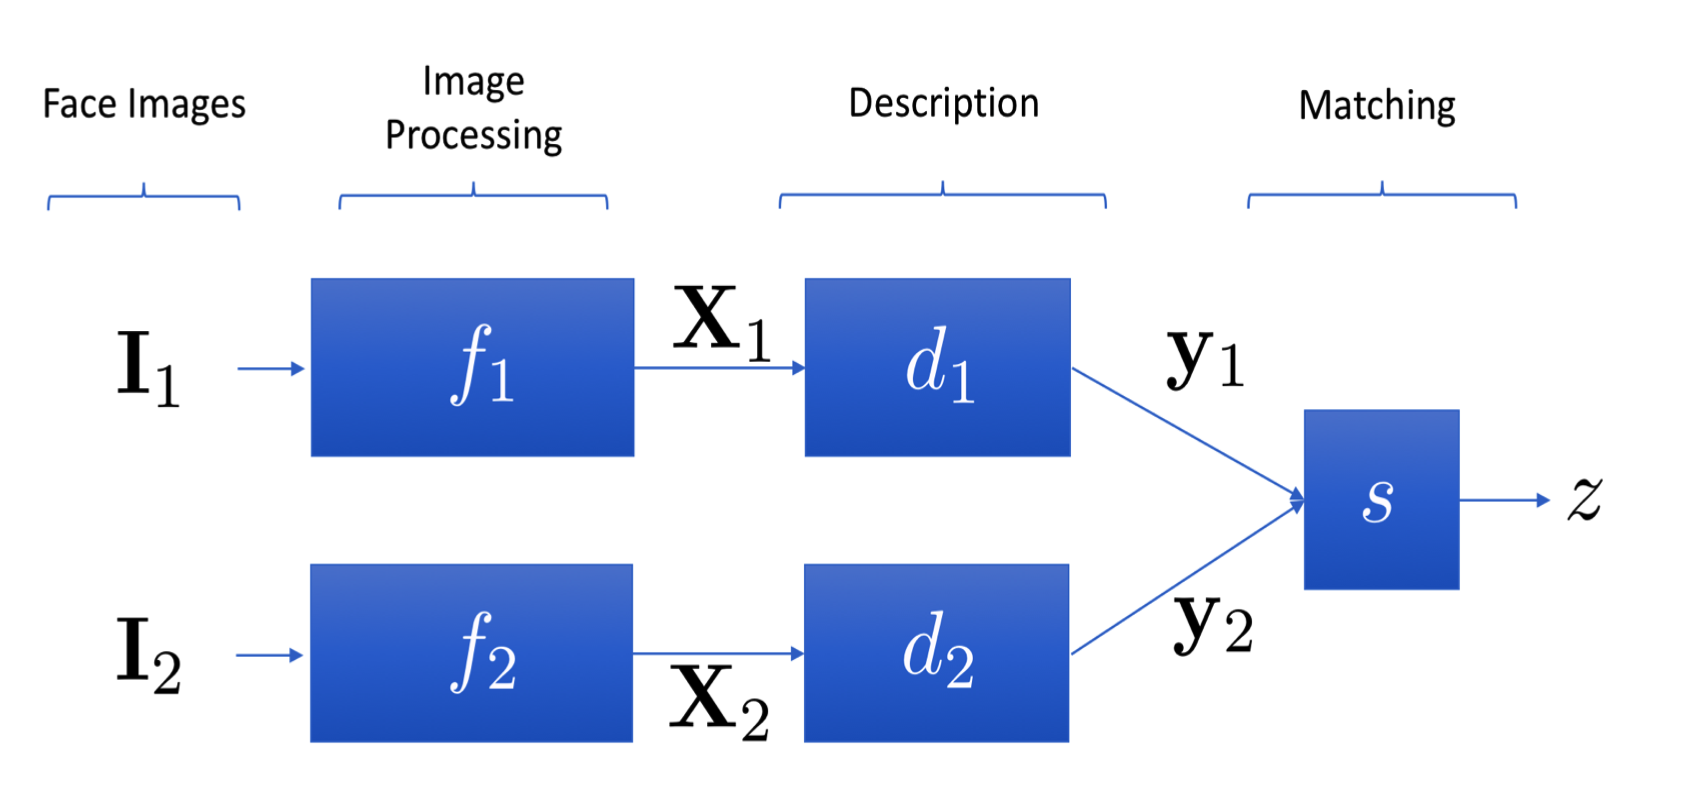 Face Images
Image
Processing
Description
Matching
I₁
f₁
X₁
d₁
y₁
s
z
I₂
f₂
X₂
d₂
y₂